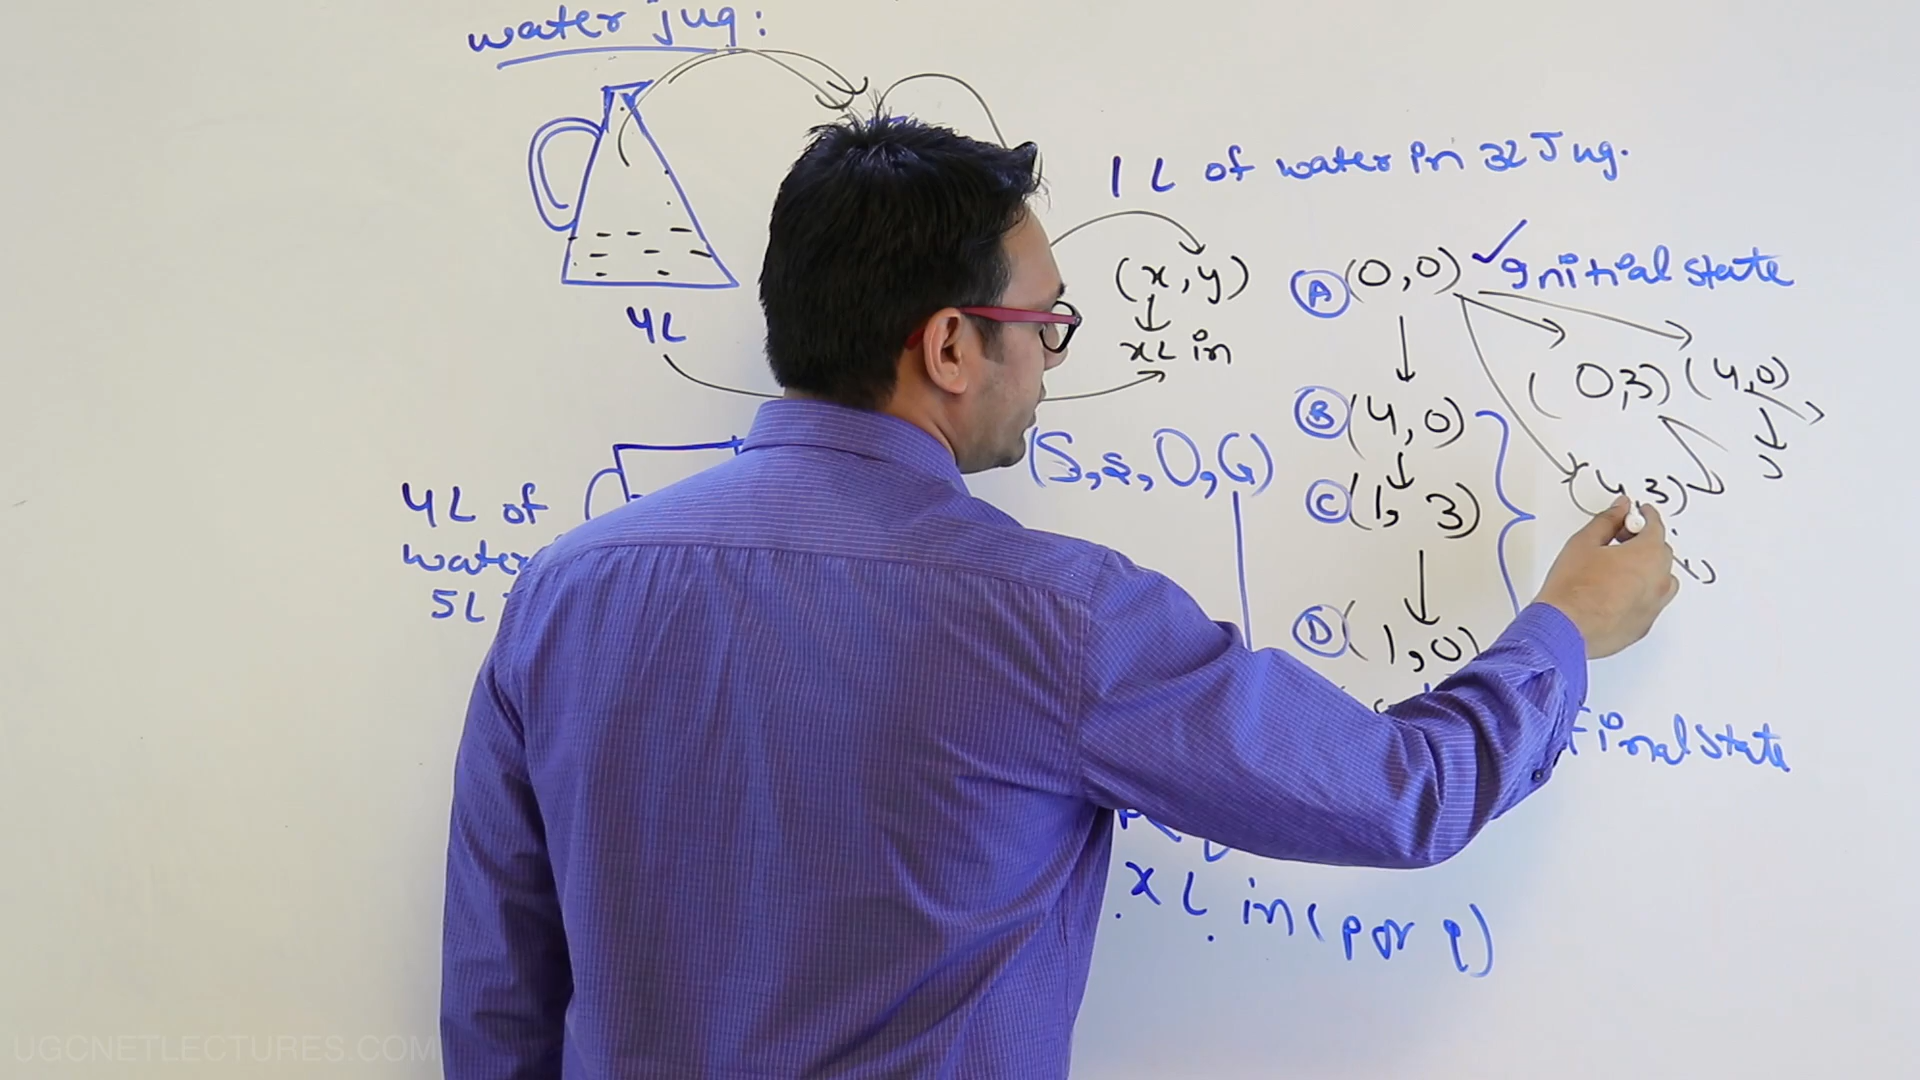 water jug:
1 L of water in 3L Jug.
(x, y)
xL in
4L
(A) (0, 0) ✓ Initial state
(0,3) (4,0)
(B) (4, 0)
(S, s, O, G)
(C) (1, 3)
(4,3)
4L of
water
5L
(D) (1, 0)
Final state
x L in (p or q)
UGCNETLECTURES.COM